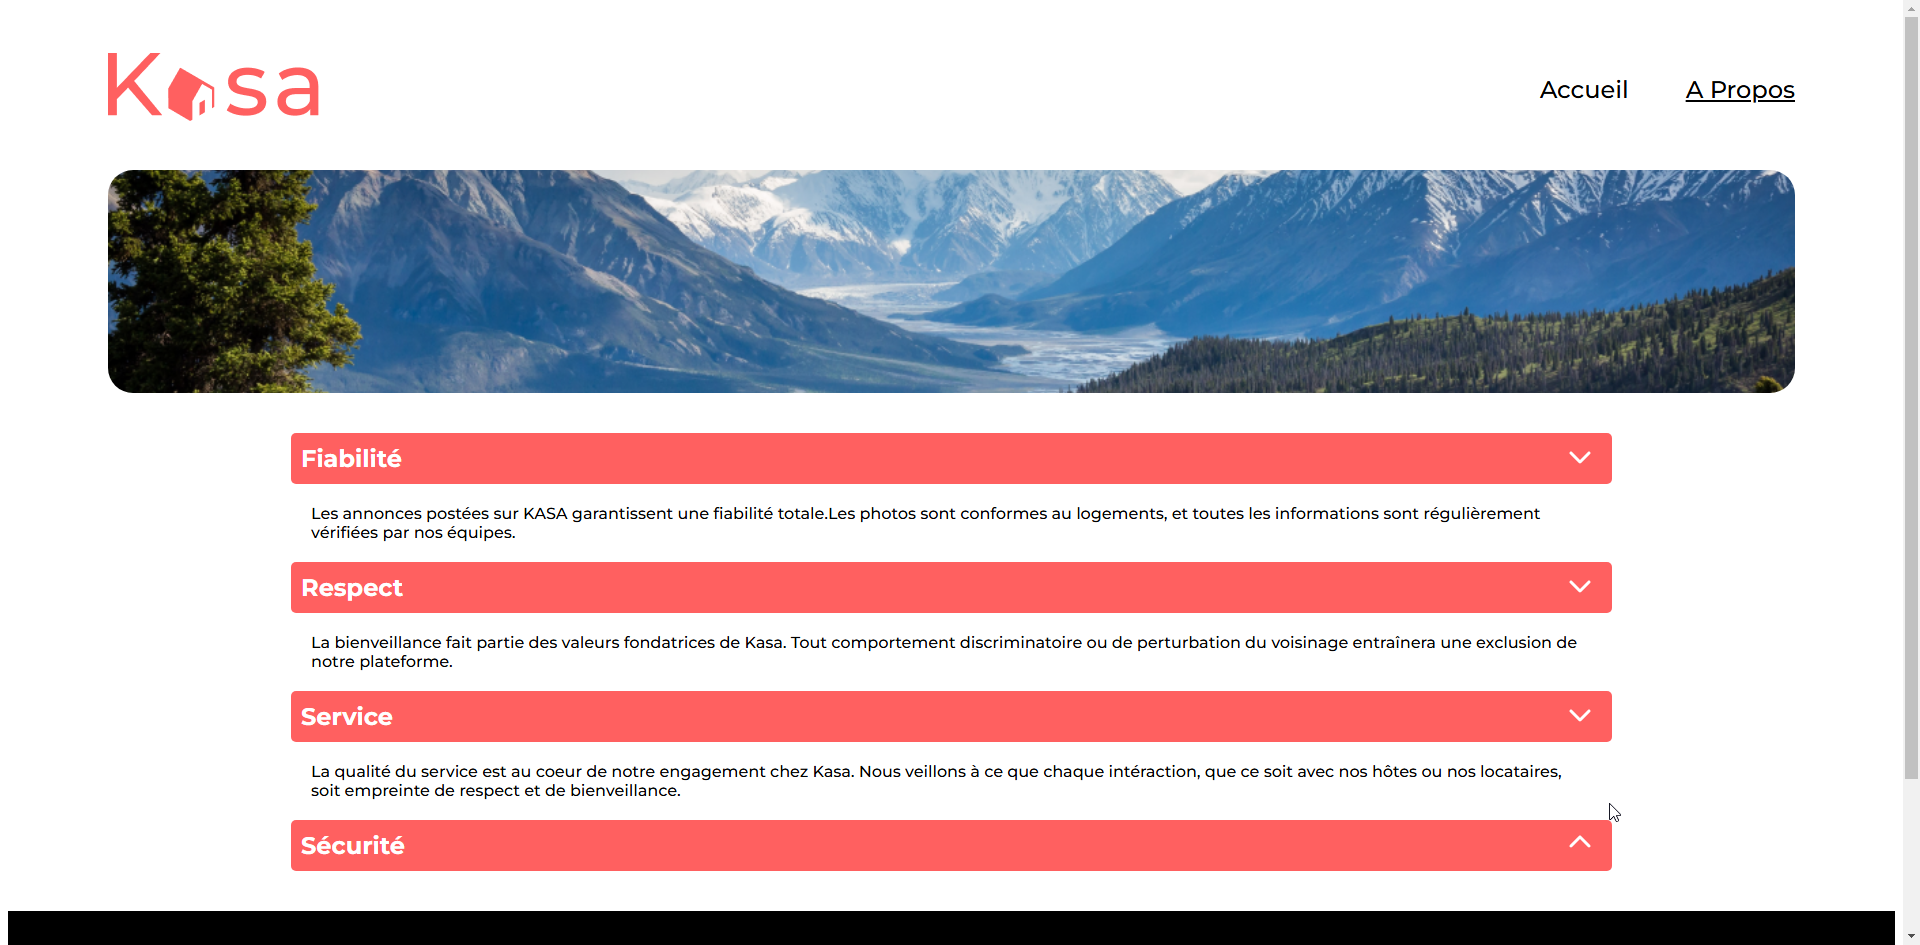 Kasa
Accueil
A Propos
Fiabilité
Les annonces postées sur KASA garantissent une fiabilité totale.Les photos sont conformes au logements, et toutes les informations sont régulièrement
vérifiées par nos équipes.
Respect
La bienveillance fait partie des valeurs fondatrices de Kasa. Tout comportement discriminatoire ou de perturbation du voisinage entraînera une exclusion de
notre plateforme.
Service
La qualité du service est au coeur de notre engagement chez Kasa. Nous veillons à ce que chaque intéraction, que ce soit avec nos hôtes ou nos locataires,
soit empreinte de respect et de bienveillance.
Sécurité